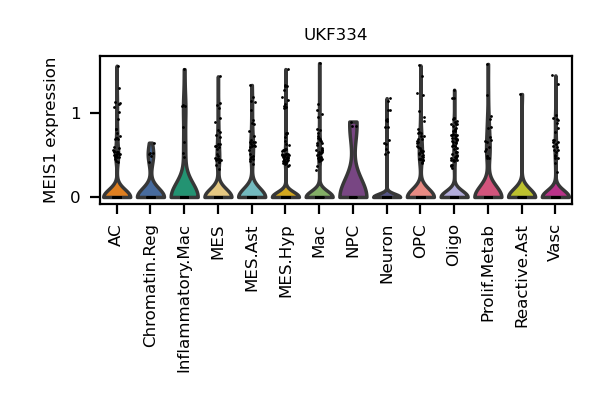 UKF334
MEIS1 expression
1
0
AC
Chromatin.Reg
Inflammatory.Mac
MES
MES.Ast
MES.Hyp
Mac
NPC
Neuron
OPC
Oligo
Prolif.Metab
Reactive.Ast
Vasc